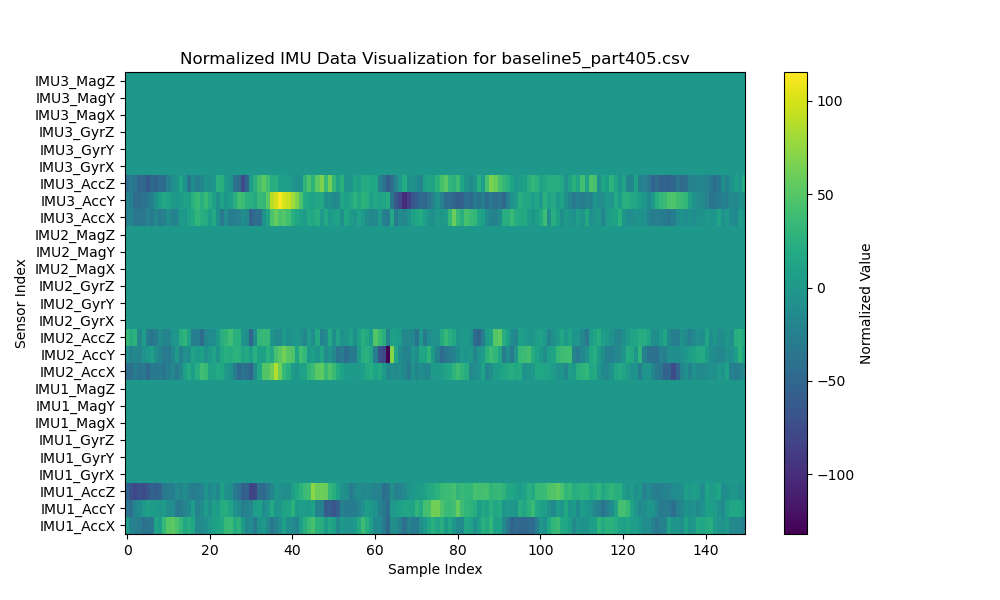 Normalized IMU Data Visualization for baseline5_part405.csv
IMU3_MagZ
IMU3_MagY
IMU3_MagX
IMU3_GyrZ
IMU3_GyrY
IMU3_GyrX
IMU3_AccZ
IMU3_AccY
IMU3_AccX
IMU2_MagZ
IMU2_MagY
IMU2_MagX
IMU2_GyrZ
IMU2_GyrY
IMU2_GyrX
IMU2_AccZ
IMU2_AccY
IMU2_AccX
IMU1_MagZ
IMU1_MagY
IMU1_MagX
IMU1_GyrZ
IMU1_GyrY
IMU1_GyrX
IMU1_AccZ
IMU1_AccY
IMU1_AccX
Sensor Index
0 20 40 60 80 100 120 140
Sample Index
100
50
0
−50
−100
Normalized Value